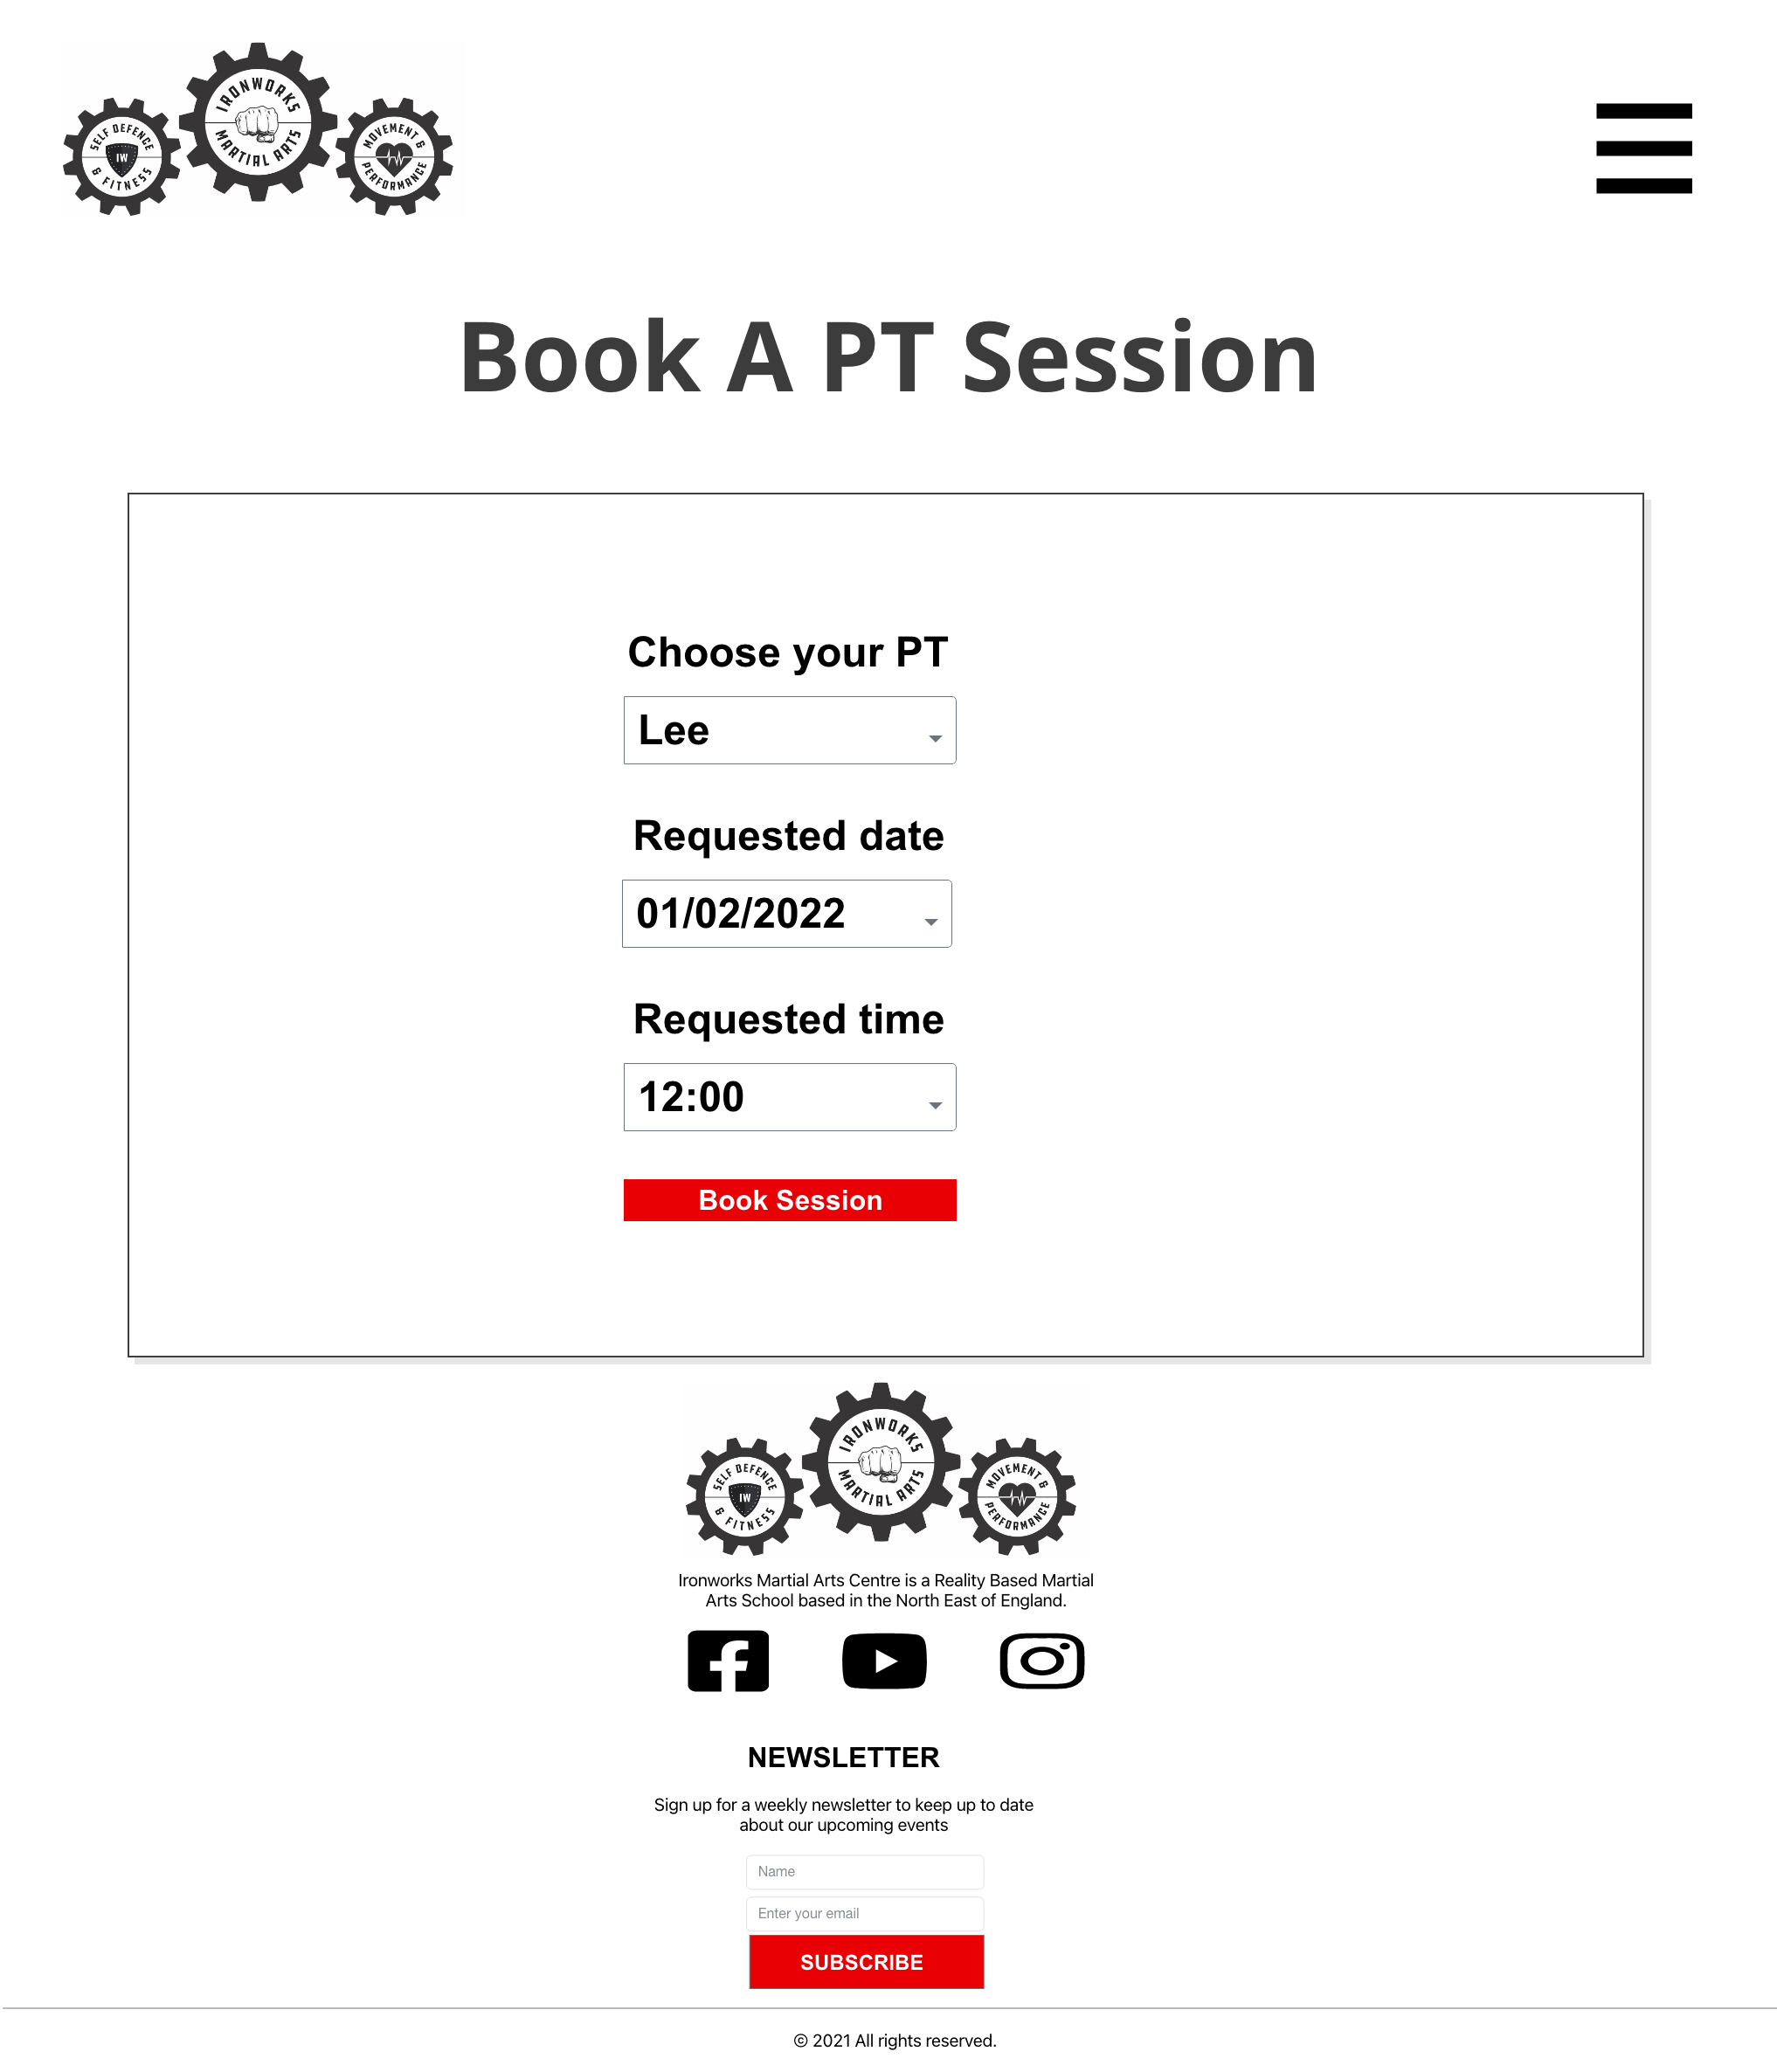 SELF DEFENCE
& FITNESS
IW
IRONWORKS
MARTIAL ARTS
MOVEMENT &
PERFORMANCE
Book A PT Session
Choose your PT
Lee
Requested date
01/02/2022
Requested time
12:00
Book Session
SELF DEFENCE
& FITNESS
IW
IRONWORKS
MARTIAL ARTS
MOVEMENT &
PERFORMANCE
Ironworks Martial Arts Centre is a Reality Based Martial
Arts School based in the North East of England.
NEWSLETTER
Sign up for a weekly newsletter to keep up to date
about our upcoming events
Name
Enter your email
SUBSCRIBE
© 2021 All rights reserved.